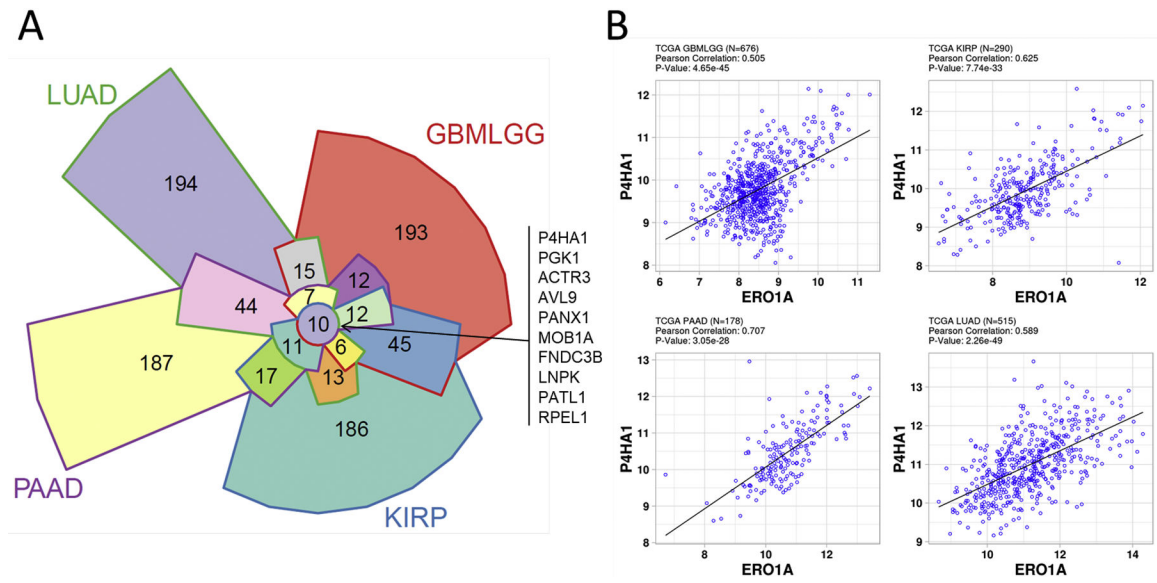 A
LUAD
GBMLGG
194
193
15
12
7
12
44
10
45
11
6
187
17
13
186
PAAD
KIRP
P4HA1
PGK1
ACTR3
AVL9
PANX1
MOB1A
FNDC3B
LNPK
PATL1
RPEL1
B
TCGA GBMLGG (N=676)
Pearson Correlation: 0.505
P-Value: 4.65e-45
P4HA1
12
11
10
9
8
6 7 8 9 10 11
ERO1A
TCGA KIRP (N=290)
Pearson Correlation: 0.625
P-Value: 7.74e-33
P4HA1
12
11
10
9
8
8 10 12
ERO1A
TCGA PAAD (N=178)
Pearson Correlation: 0.707
P-Value: 3.05e-28
P4HA1
13
12
11
10
9
8
8 10 12
ERO1A
TCGA LUAD (N=515)
Pearson Correlation: 0.589
P-Value: 2.26e-49
P4HA1
13
12
11
10
9
10 12 14
ERO1A